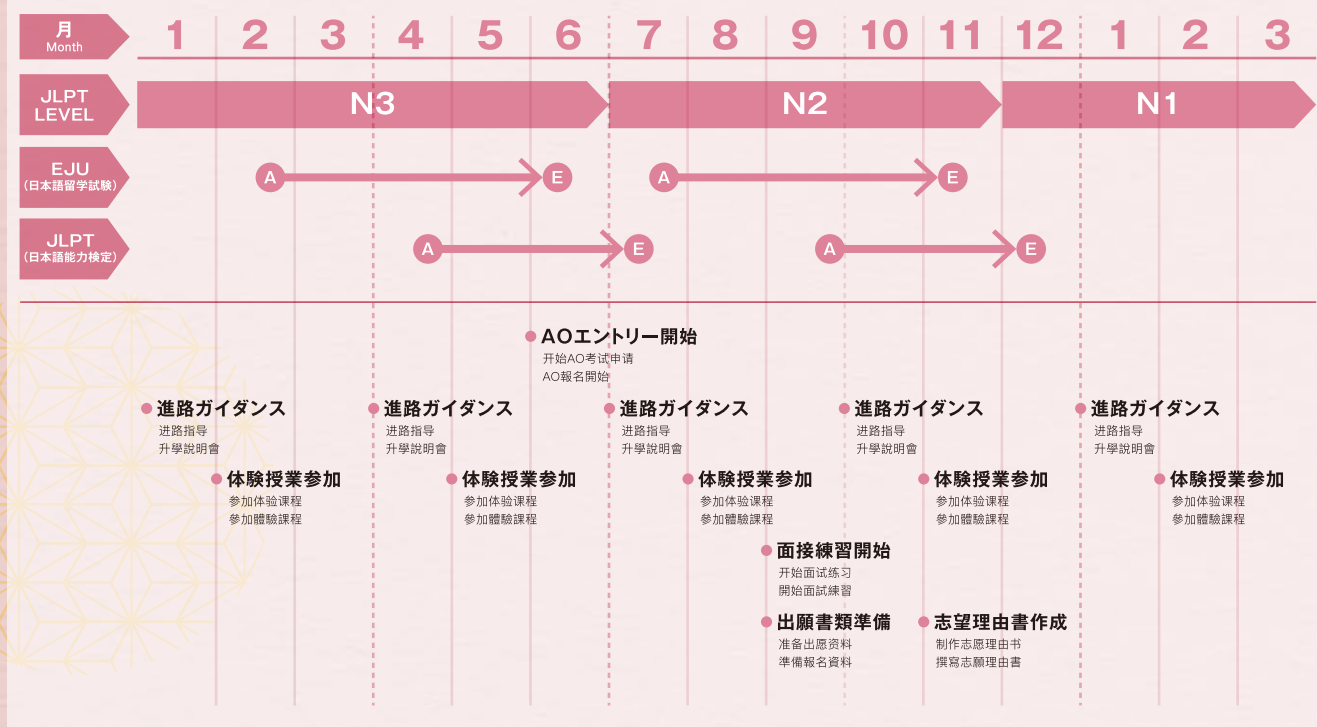 月 1 2 3 4 5 6 7 8 9 10 11 12 1 2 3
Month
JLPT
LEVEL
N3 N2 N1
EJU
(日本語留学試験)
A E A E
JLPT
(日本語能力検定)
A E A E
AOエントリー開始
开始AO考试申请
AO報名開始
進路ガイダンス 進路ガイダンス 進路ガイダンス 進路ガイダンス 進路ガイダンス
进路指导 进路指导 进路指导 进路指导 进路指导
升學說明會 升學說明會 升學說明會 升學說明會 升學說明會
体験授業参加 体験授業参加 体験授業参加 体験授業参加 体験授業参加
参加体验课程 参加体验课程 参加体验课程 参加体验课程 参加体验课程
參加體驗課程 參加體驗課程 參加體驗課程 參加體驗課程 參加體驗課程
面接練習開始
开始面试练习
開始面試練習
出願書類準備 志望理由書作成
准备出愿资料 制作志愿理由书
準備報名資料 撰寫志願理由書